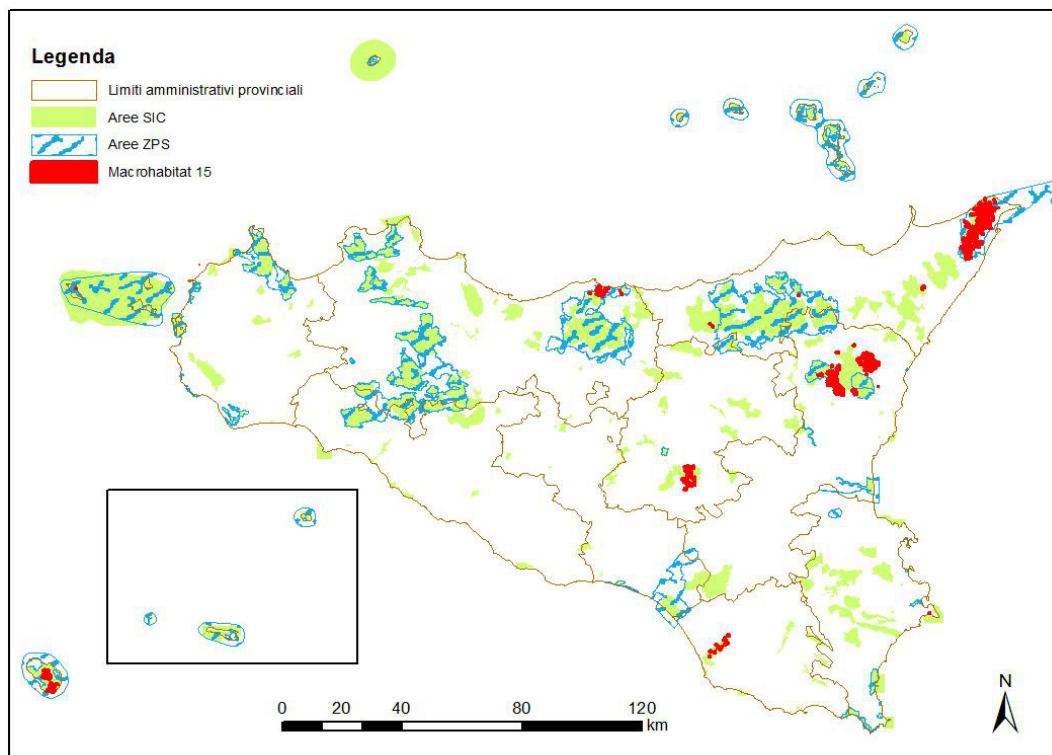 Legenda
Limiti amministrativi provinciali
Aree SIC
Aree ZPS
Macrohabitat 15
N
0 20 40 80 120
km